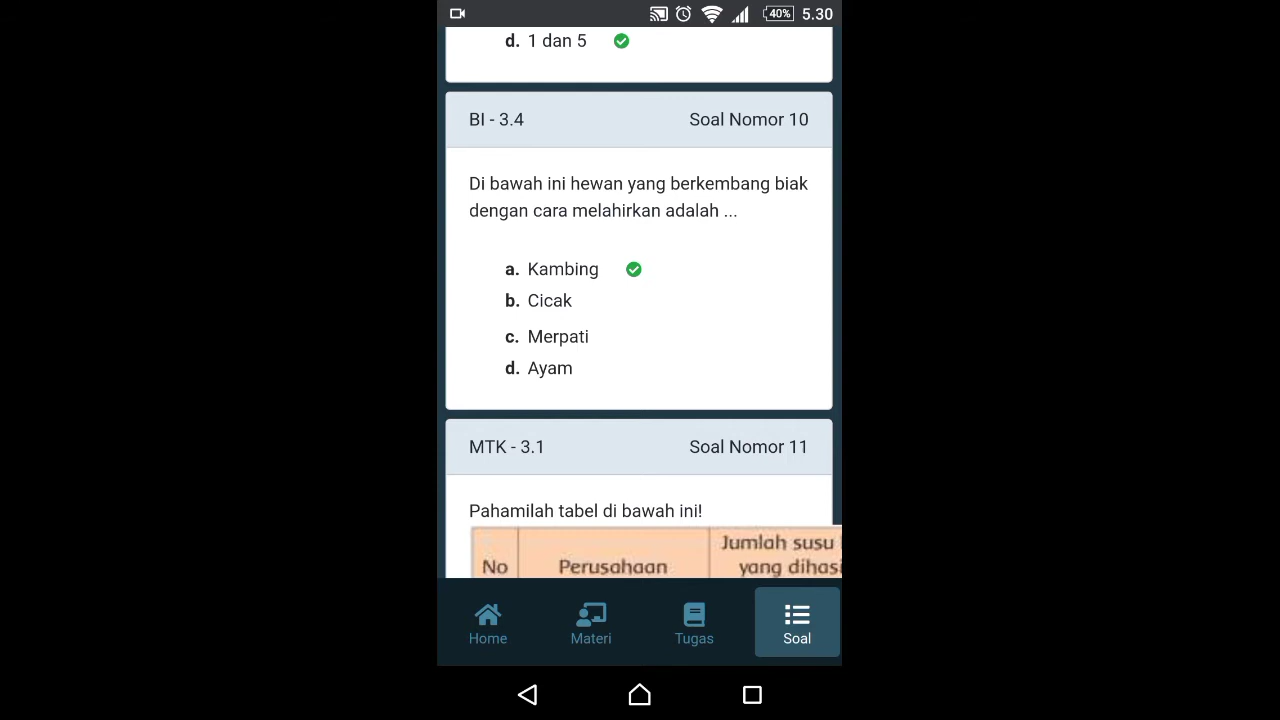 40% 5.30
d. 1 dan 5
BI - 3.4 Soal Nomor 10
Di bawah ini hewan yang berkembang biak
dengan cara melahirkan adalah ...
a. Kambing
b. Cicak
c. Merpati
d. Ayam
MTK - 3.1 Soal Nomor 11
Pahamilah tabel di bawah ini!
Jumlah susu
No Perusahaan yang dihasi
Home Materi Tugas Soal